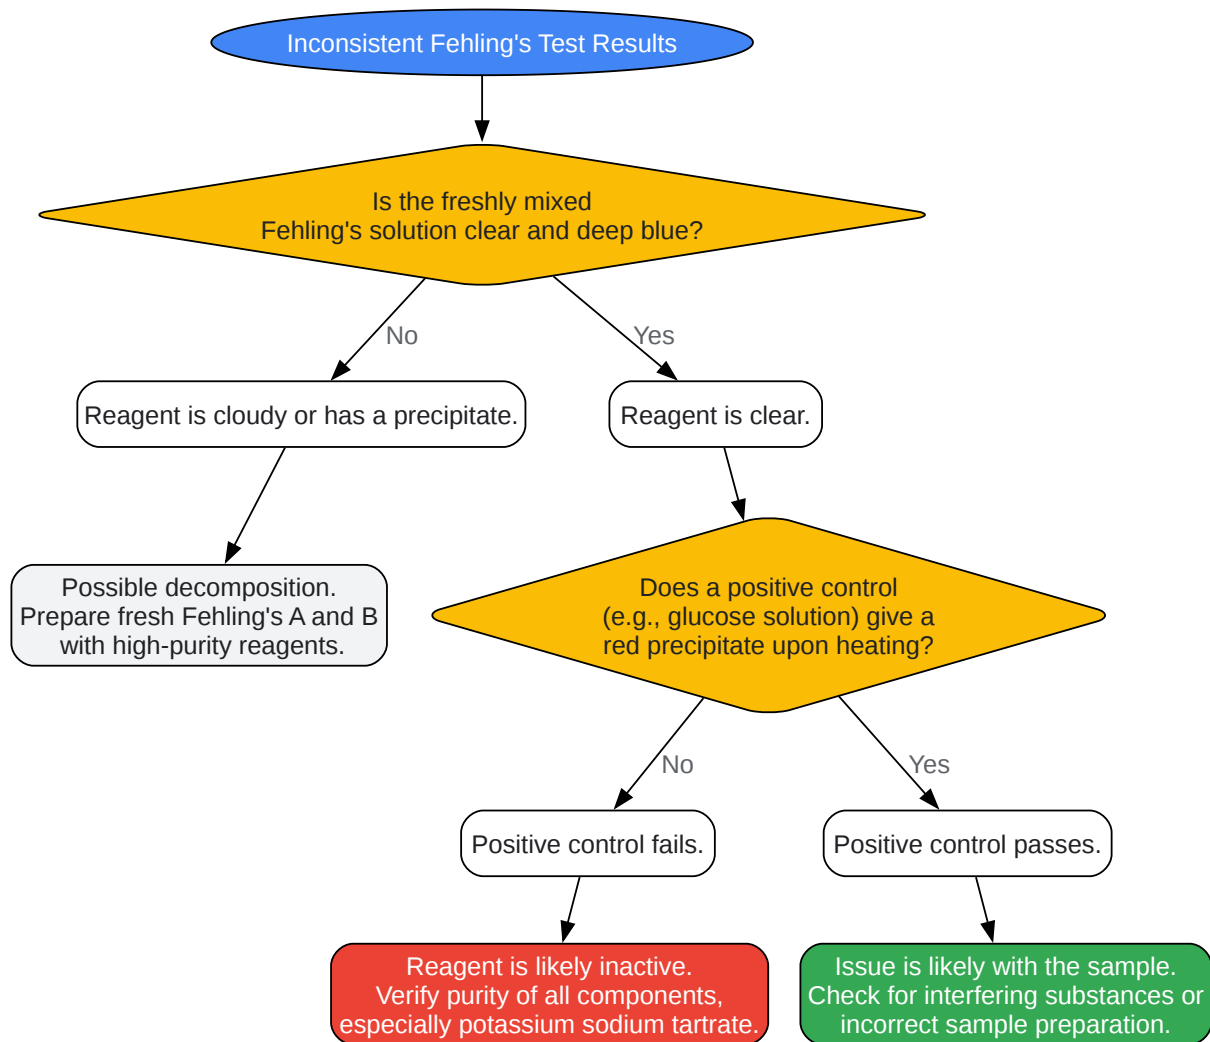 Inconsistent Fehling's Test Results
Is the freshly mixed
Fehling's solution clear and deep blue?
No
Yes
Reagent is cloudy or has a precipitate.
Reagent is clear.
Possible decomposition.
Prepare fresh Fehling's A and B
with high-purity reagents.
Does a positive control
(e.g., glucose solution) give a
red precipitate upon heating?
No
Yes
Positive control fails.
Positive control passes.
Reagent is likely inactive.
Verify purity of all components,
especially potassium sodium tartrate.
Issue is likely with the sample.
Check for interfering substances or
incorrect sample preparation.